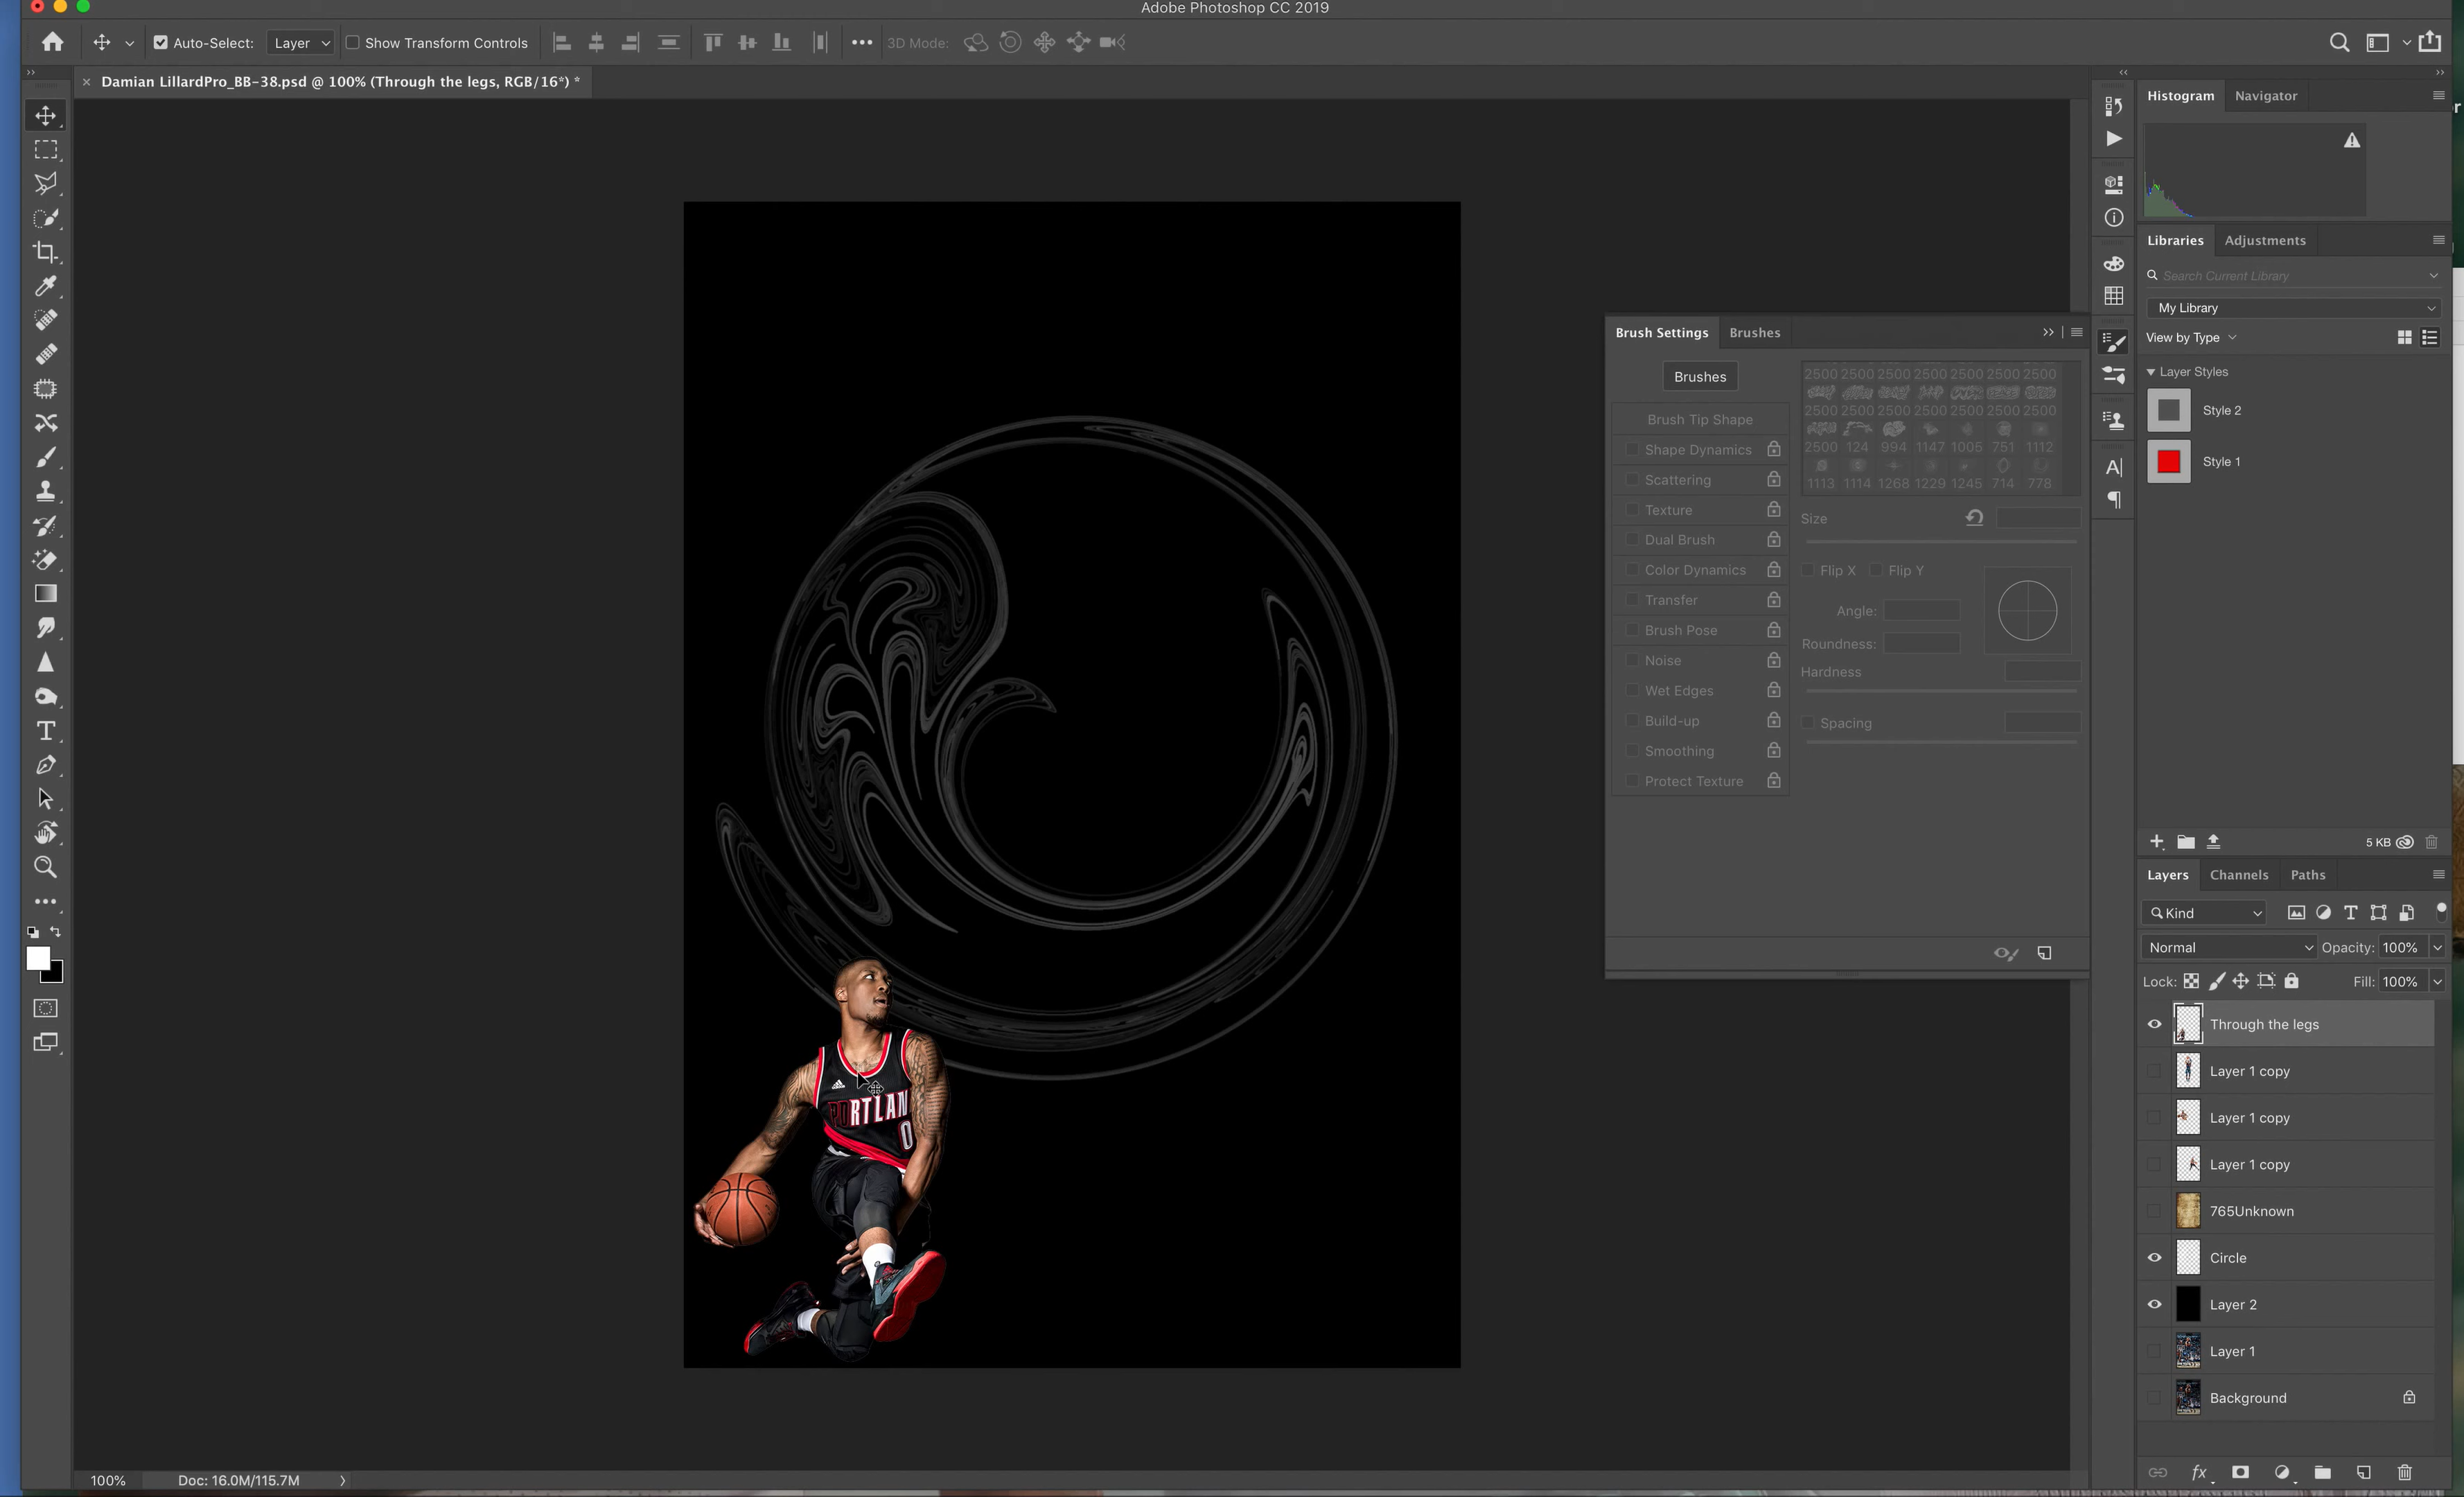 Adobe Photoshop CC 2019
Auto-Select: Layer Show Transform Controls 3D Mode:
Damian LillardPro_BB-38.psd @ 100% (Through the legs, RGB/16*) *
Histogram Navigator
Libraries Adjustments
Search Current Library
My Library
View by Type
Layer Styles
Style 2
Style 1
5 KB
Brush Settings Brushes
Brushes
Brush Tip Shape
Shape Dynamics
Scattering
Texture
Dual Brush
Color Dynamics
Transfer
Brush Pose
Noise
Wet Edges
Build-up
Smoothing
Protect Texture
2500 2500 2500 2500 2500 2500 2500
2500 2500 2500 2500 2500 2500 2500
2500 124 994 1147 1005 751 1112
1113 1114 1268 1229 1245 714 778
Size
Flip X Flip Y
Angle:
Roundness:
Hardness
Spacing
Layers Channels Paths
Kind
Normal Opacity: 100%
Lock: Fill: 100%
Through the legs
Layer 1 copy
Layer 1 copy
Layer 1 copy
765Unknown
Circle
Layer 2
Layer 1
Background
PORTLAN
0
100% Doc: 16.0M/115.7M